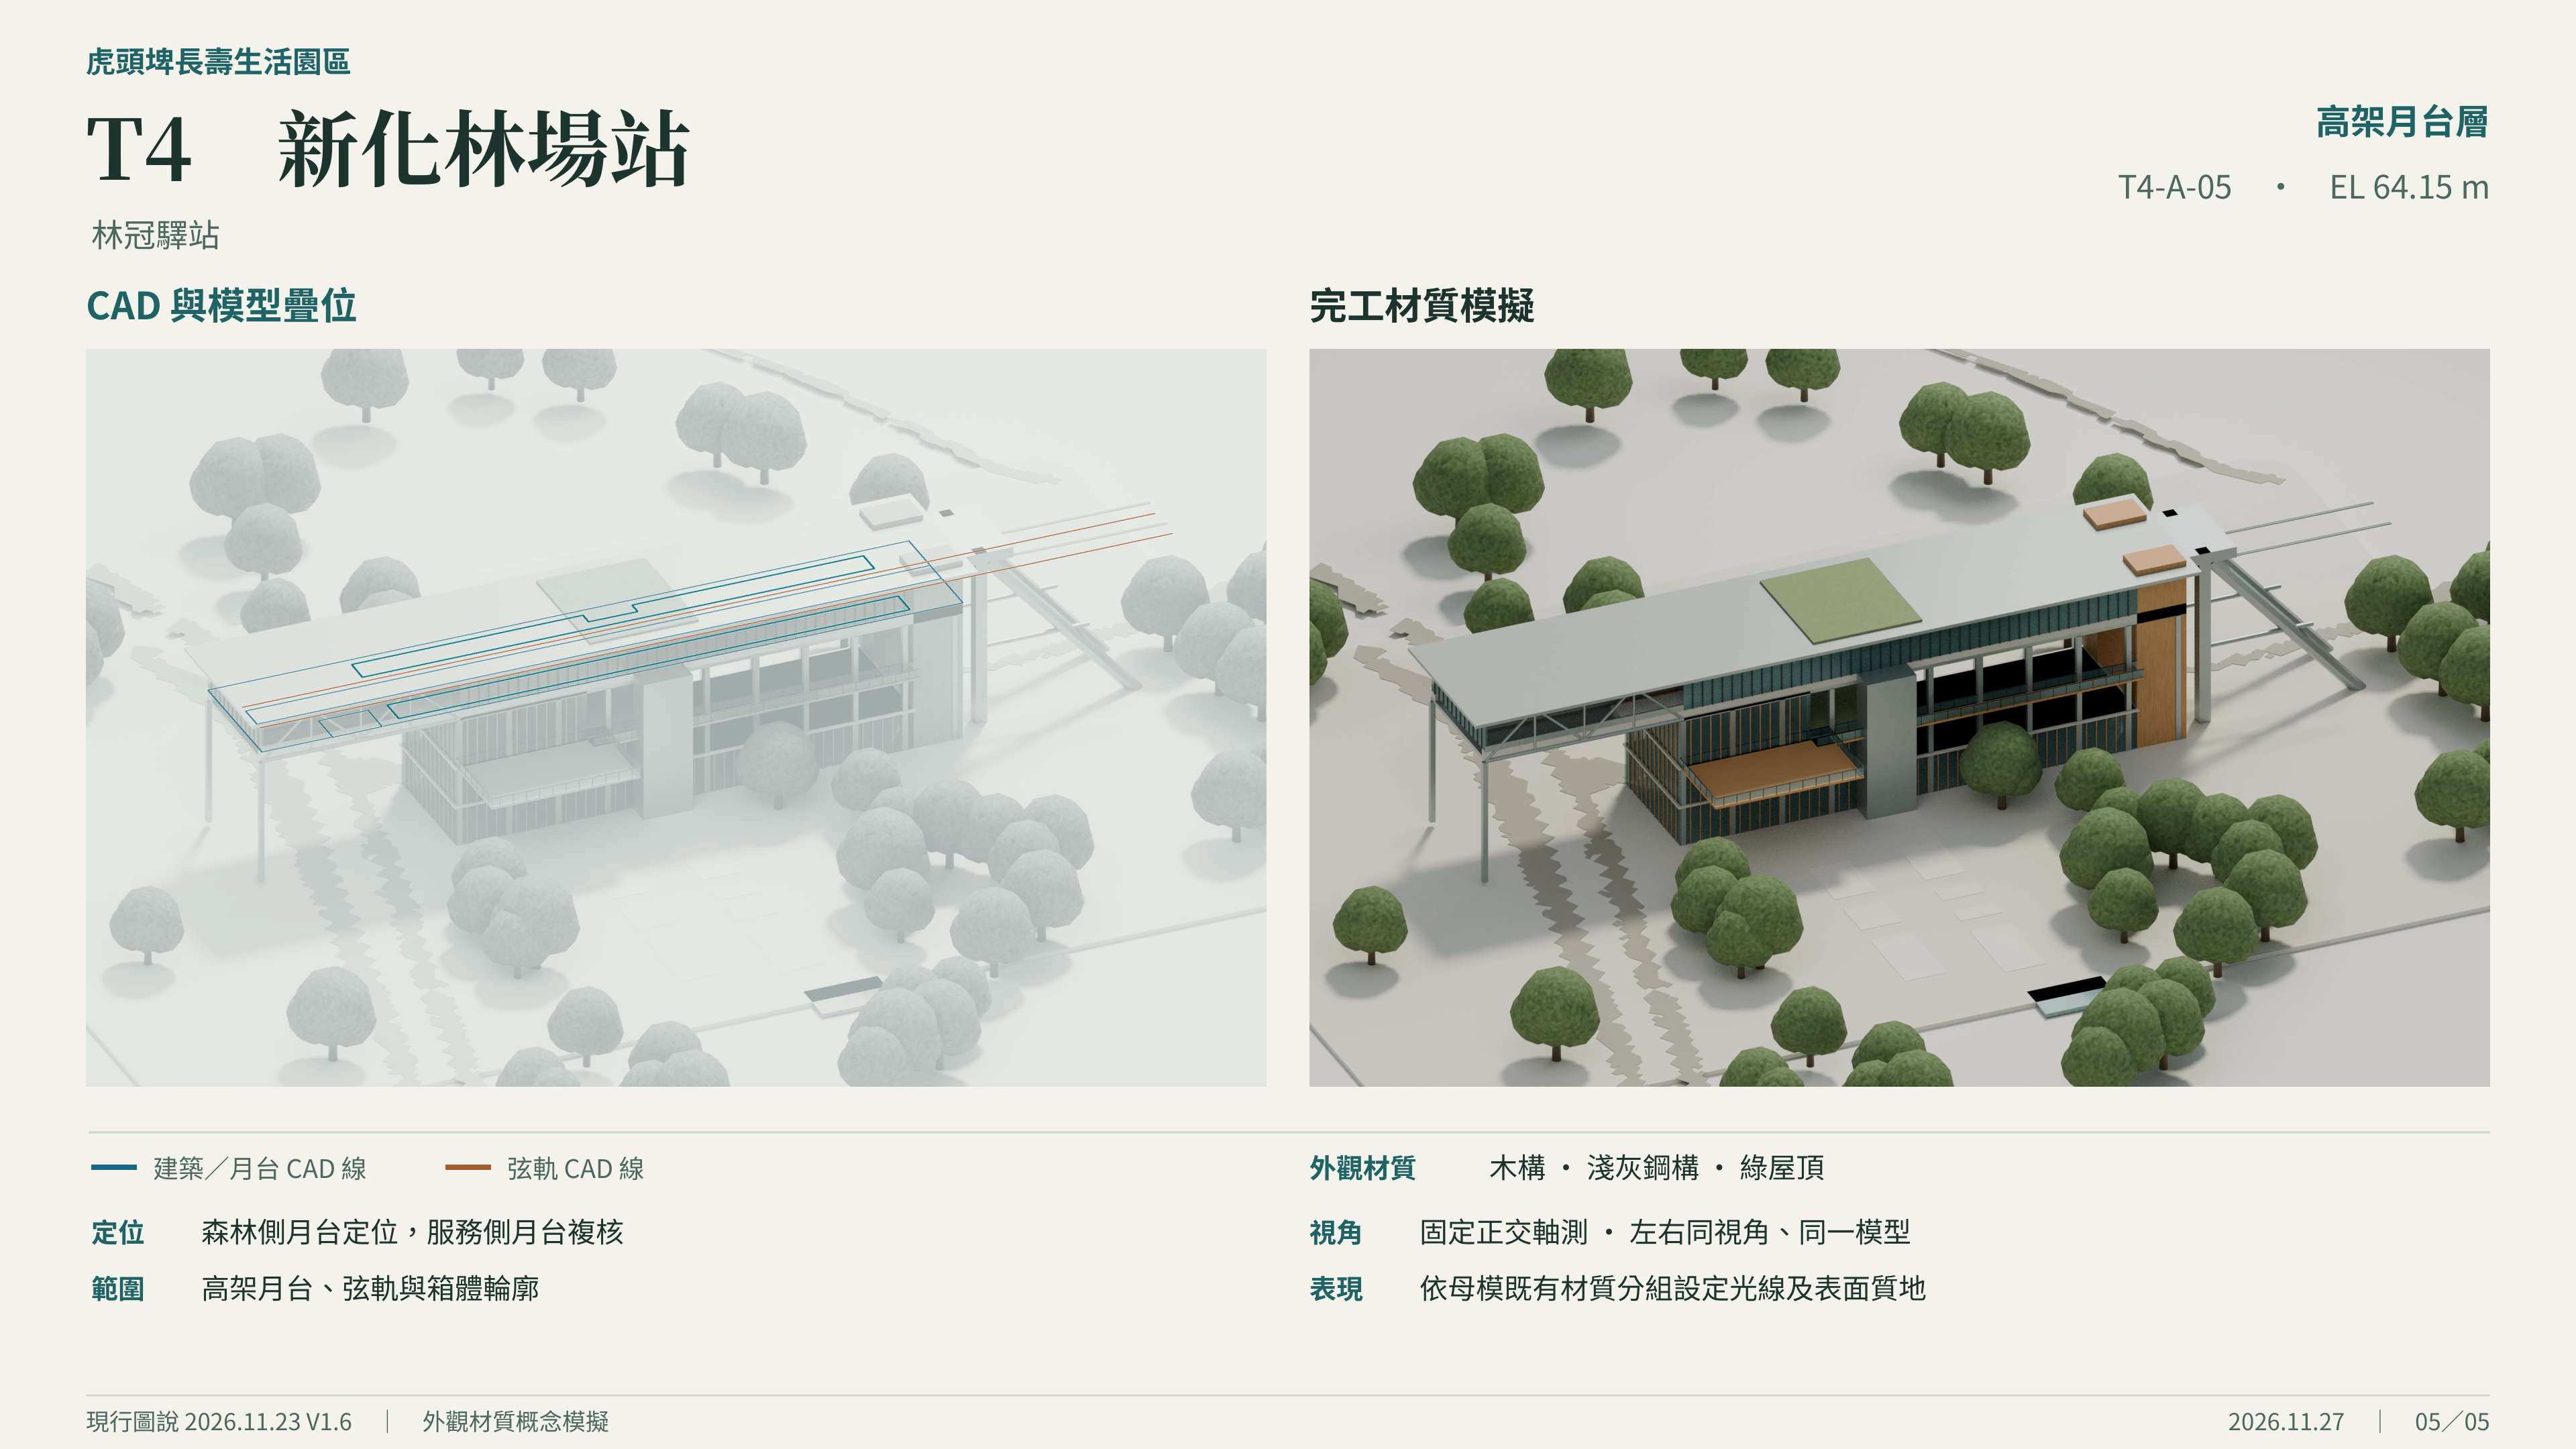 虎頭埤長壽生活園區
T4 新化林場站
林冠驛站
高架月台層
T4-A-05 • EL 64.15 m
CAD 與模型疊位
完工材質模擬
建築／月台 CAD 線
弦軌 CAD 線
定位 森林側月台定位，服務側月台複核
範圍 高架月台、弦軌與箱體輪廓
外觀材質 木構・淺灰鋼構・綠屋頂
視角 固定正交軸測・左右同視角、同一模型
表現 依母模既有材質分組設定光線及表面質地
現行圖說 2026.11.23 V1.6 ｜ 外觀材質概念模擬
2026.11.27 ｜ 05／05